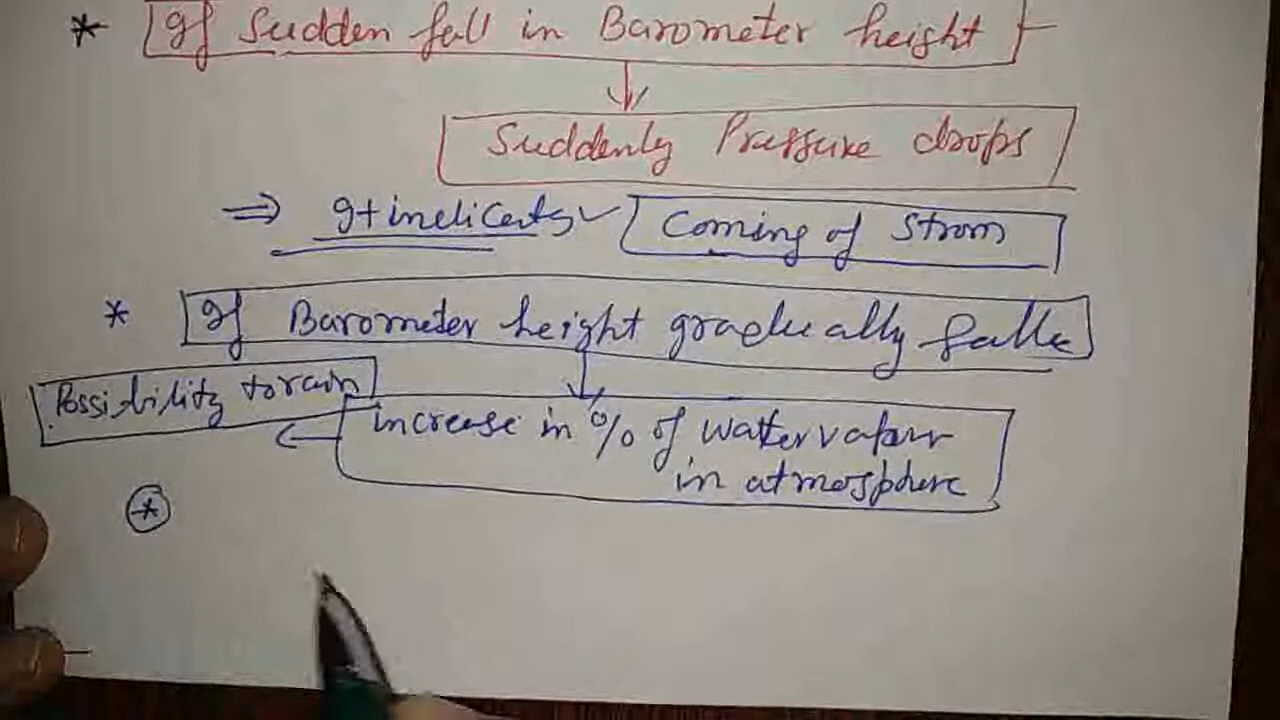 * If Sudden fall in Barometer height
Suddenly Pressure drops
⇒ It indicates Coming of Strom
* If Barometer height gradually falls
Possibility to rain
increase in % of watter vapour
in atmosphere
*